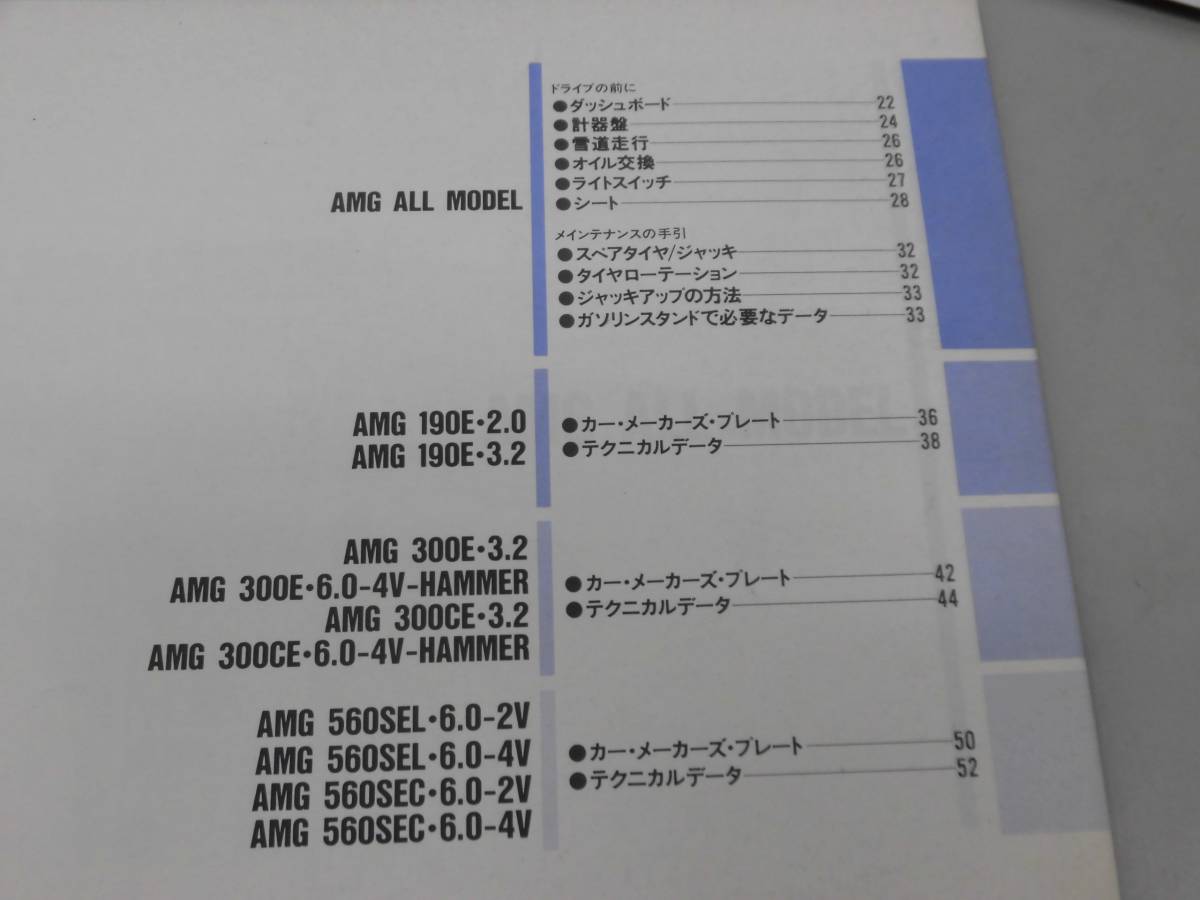 AMG ALL MODEL
ドライブの前に
●ダッシュボード 22
●計器盤 24
●雪道走行 26
●オイル交換 26
●ライトスイッチ 27
●シート 28
メインテナンスの手引
●スペアタイヤ/ジャッキ 32
●タイヤローテーション 32
●ジャッキアップの方法 33
●ガソリンスタンドで必要なデータ 33
AMG 190E・2.0
AMG 190E・3.2
●カー・メーカーズ・プレート 36
●テクニカルデータ 38
AMG 300E・3.2
AMG 300E・6.0-4V-HAMMER
AMG 300CE・3.2
AMG 300CE・6.0-4V-HAMMER
●カー・メーカーズ・プレート 42
●テクニカルデータ 44
AMG 560SEL・6.0-2V
AMG 560SEL・6.0-4V
AMG 560SEC・6.0-2V
AMG 560SEC・6.0-4V
●カー・メーカーズ・プレート 50
●テクニカルデータ 52